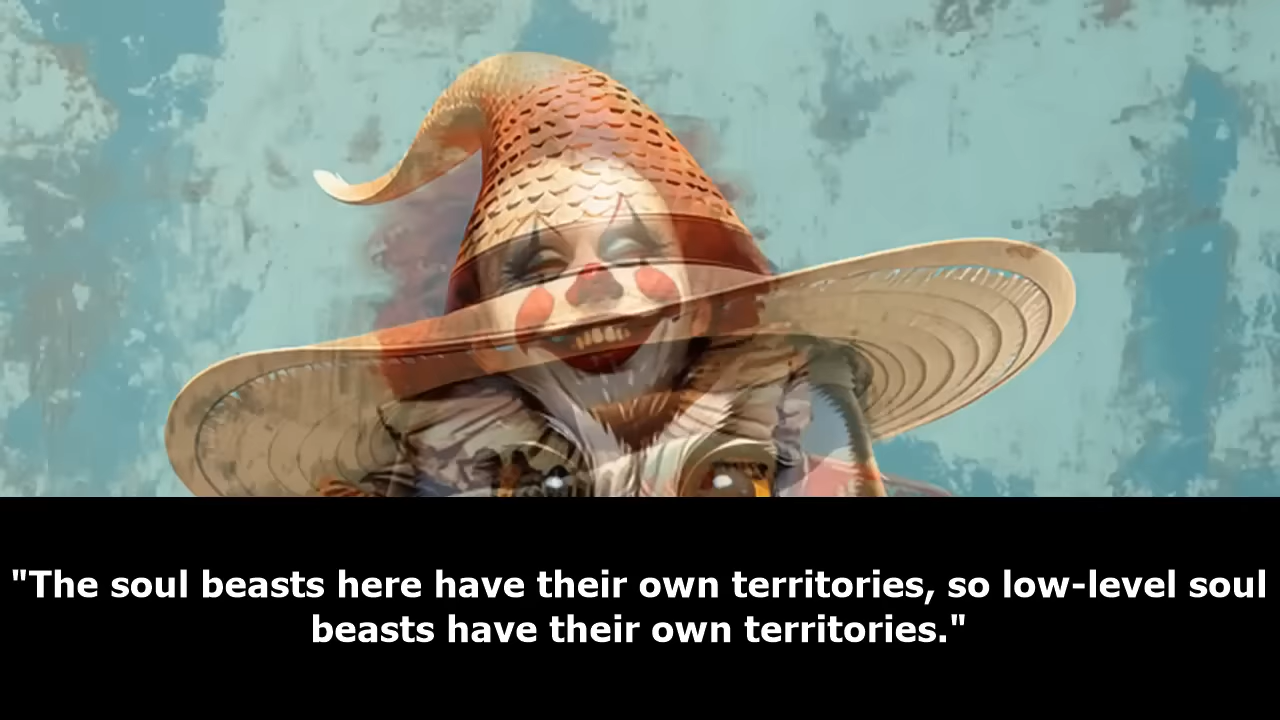 "The soul beasts here have their own territories, so low-level soul
beasts have their own territories."